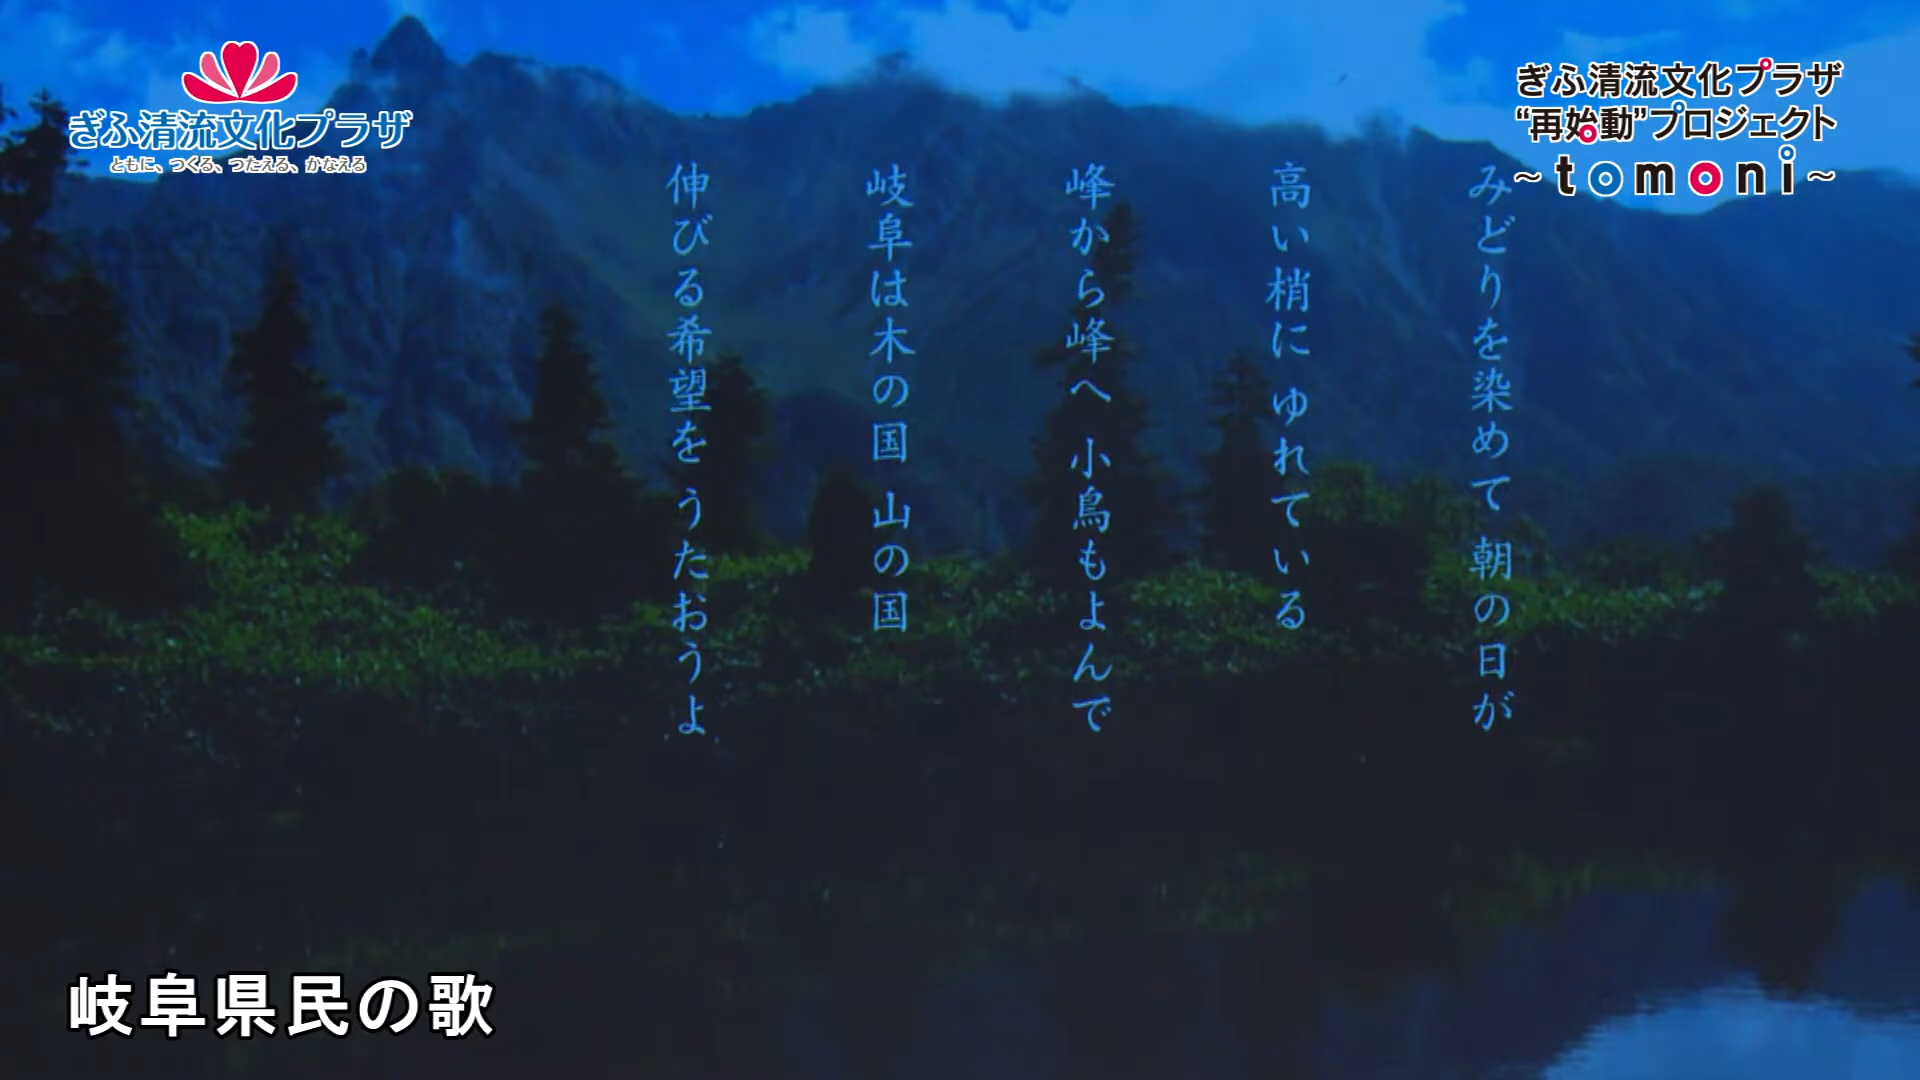 ぎふ清流文化プラザ
ともに、つくる、つたえる、かなえる
ぎふ清流文化プラザ
“再始動”プロジェクト
～tomoni～
みどりを染めて 朝の日が
高い梢に ゆれている
峰から峰へ 小鳥もよんで
岐阜は木の国 山の国
伸びる希望を うたおうよ
岐阜県民の歌